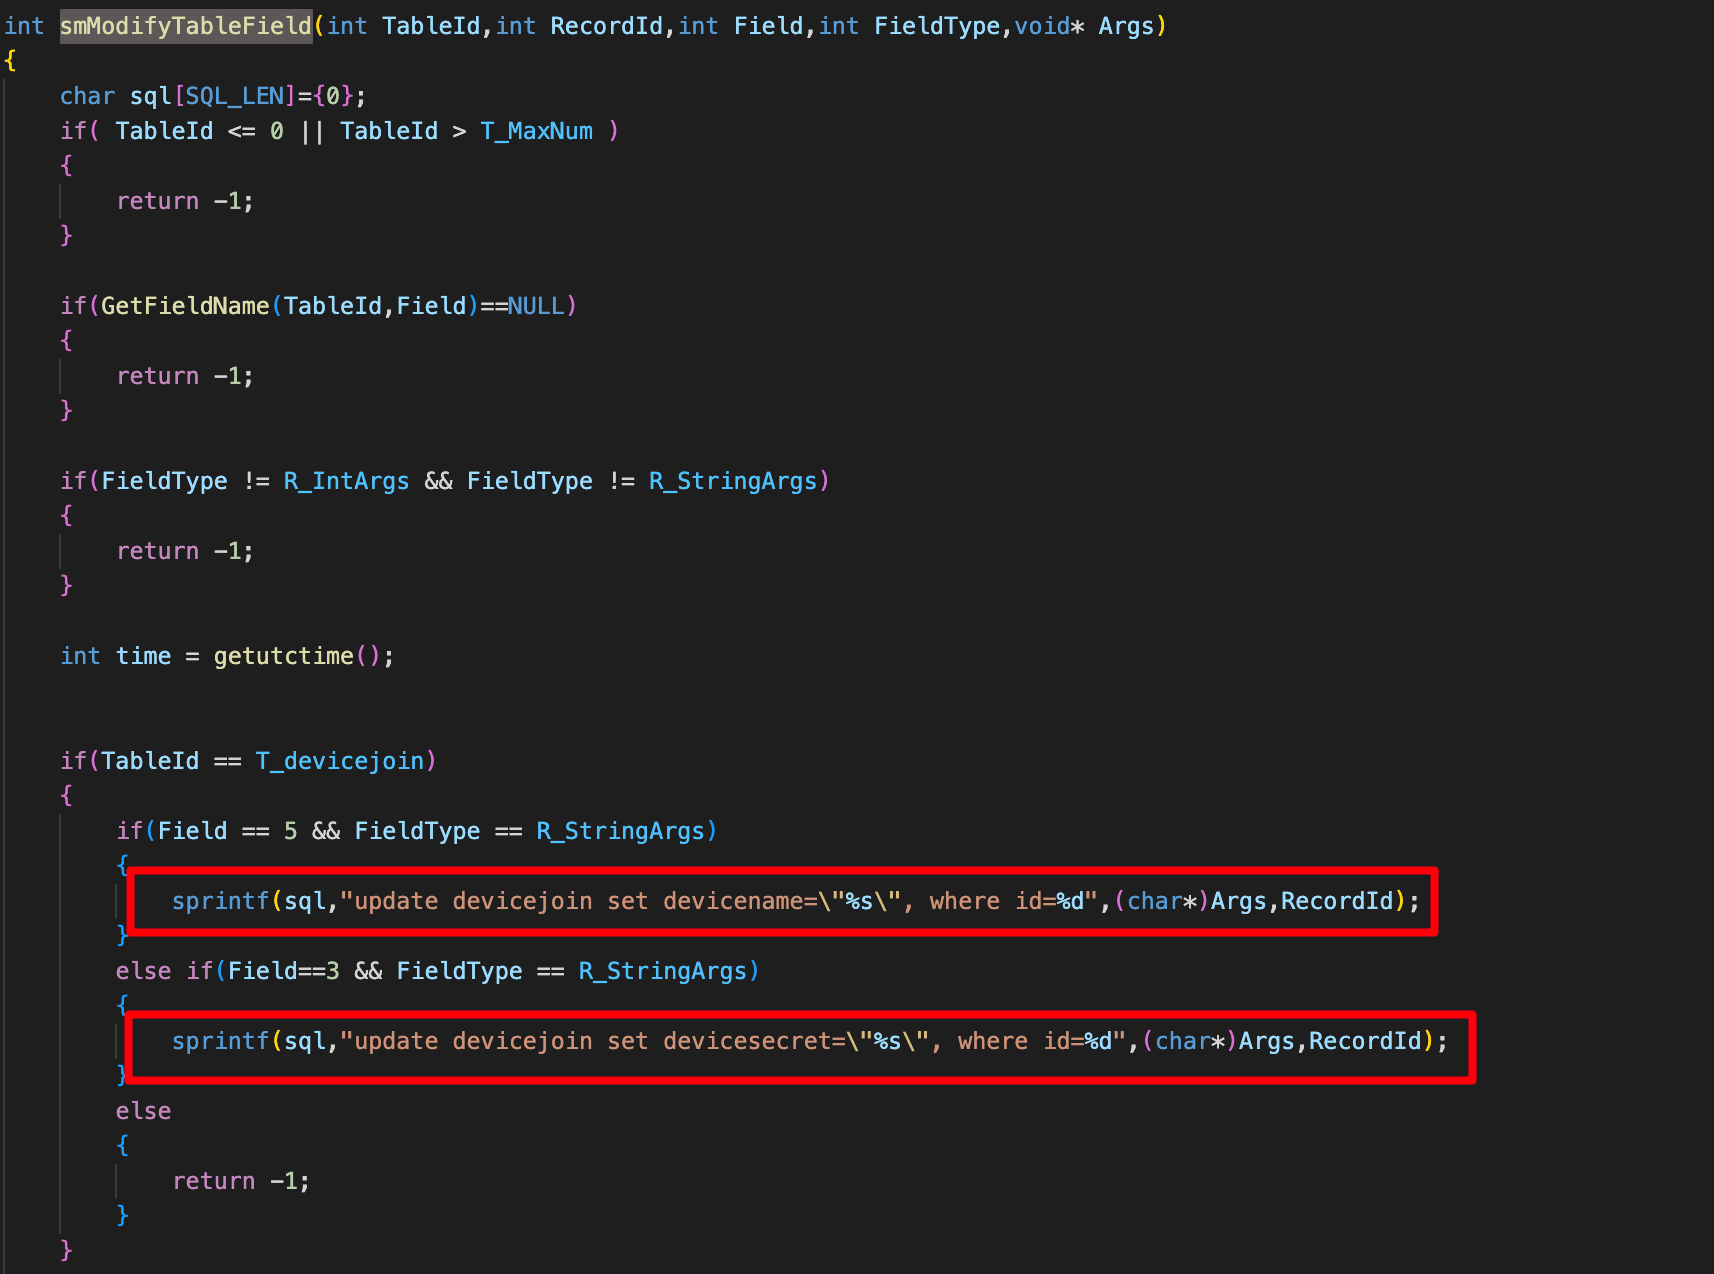 int smModifyTableField(int TableId,int RecordId,int Field,int FieldType,void* Args)
{
    char sql[SQL_LEN]={0};
    if( TableId <= 0 || TableId > T_MaxNum )
    {
        return -1;
    }
    if(GetFieldName(TableId,Field)==NULL)
    {
        return -1;
    }
    if(FieldType != R_IntArgs && FieldType != R_StringArgs)
    {
        return -1;
    }
    int time = getutctime();
    if(TableId == T_devicejoin)
    {
        if(Field == 5 && FieldType == R_StringArgs)
        {
            sprintf(sql,"update devicejoin set devicename=\"%s\", where id=%d",(char*)Args,RecordId);
        }
        else if(Field==3 && FieldType == R_StringArgs)
        {
            sprintf(sql,"update devicejoin set devicesecret=\"%s\", where id=%d",(char*)Args,RecordId);
        }
        else
        {
            return -1;
        }
    }